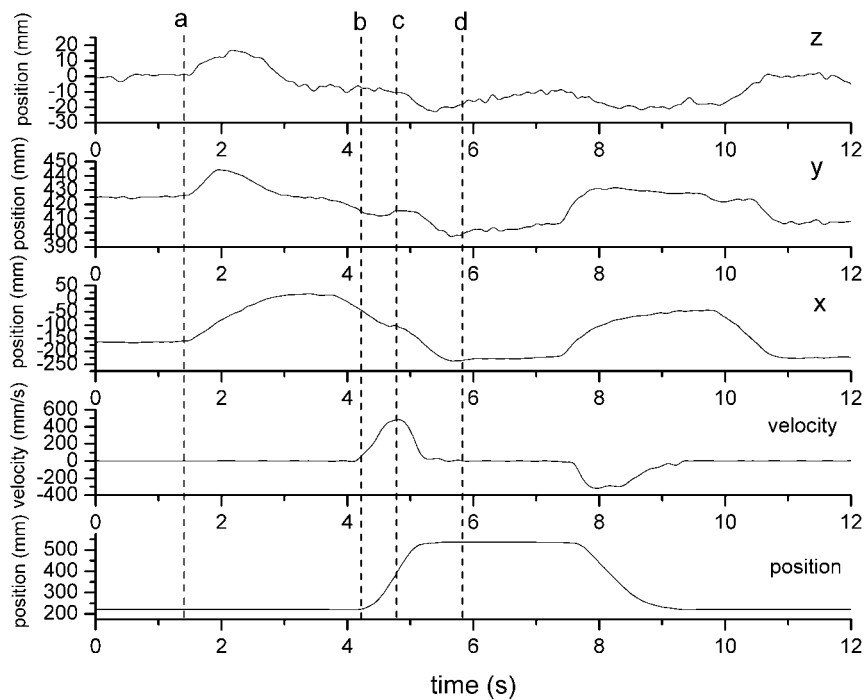 a b c d
z
position (mm)
20
10
0
-10
-20
-30
0 2 4 6 8 10 12
y
position (mm)
450
440
430
420
410
400
390
0 2 4 6 8 10 12
x
position (mm)
50
0
-50
-100
-150
-200
-250
0 2 4 6 8 10 12
velocity
velocity (mm/s)
600
400
200
0
-200
-400
0 2 4 6 8 10 12
position
position (mm)
500
400
300
200
0 2 4 6 8 10 12
time (s)